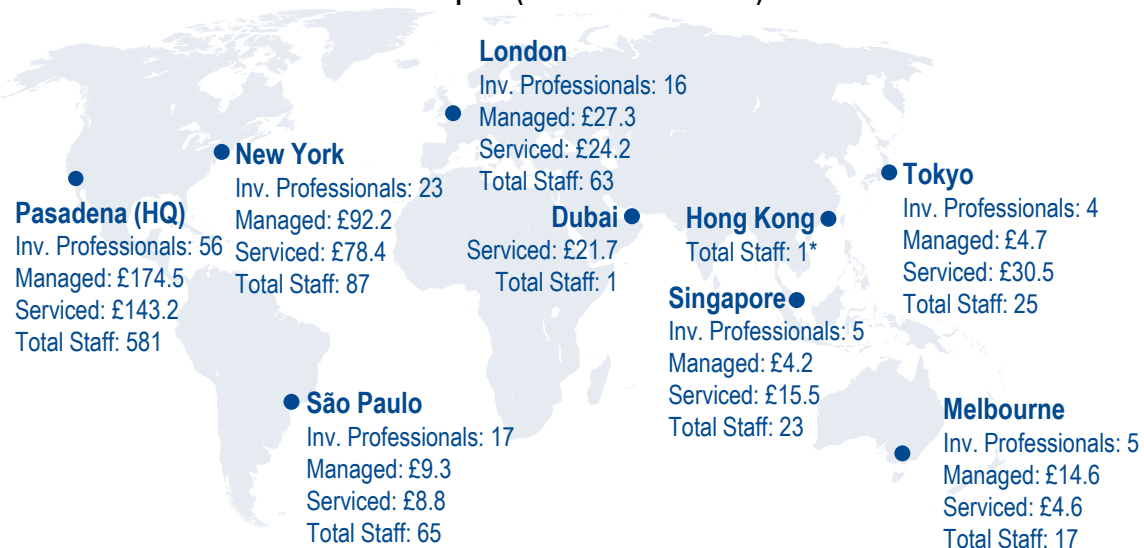 London
Inv. Professionals: 16
Managed: £27.3
Serviced: £24.2
Total Staff: 63
New York
Inv. Professionals: 23
Managed: £92.2
Serviced: £78.4
Total Staff: 87
Pasadena (HQ)
Inv. Professionals: 56
Managed: £174.5
Serviced: £143.2
Total Staff: 581
Dubai
Serviced: £21.7
Total Staff: 1
Hong Kong
Total Staff: 1*
Tokyo
Inv. Professionals: 4
Managed: £4.7
Serviced: £30.5
Total Staff: 25
Singapore
Inv. Professionals: 5
Managed: £4.2
Serviced: £15.5
Total Staff: 23
São Paulo
Inv. Professionals: 17
Managed: £9.3
Serviced: £8.8
Total Staff: 65
Melbourne
Inv. Professionals: 5
Managed: £14.6
Serviced: £4.6
Total Staff: 17